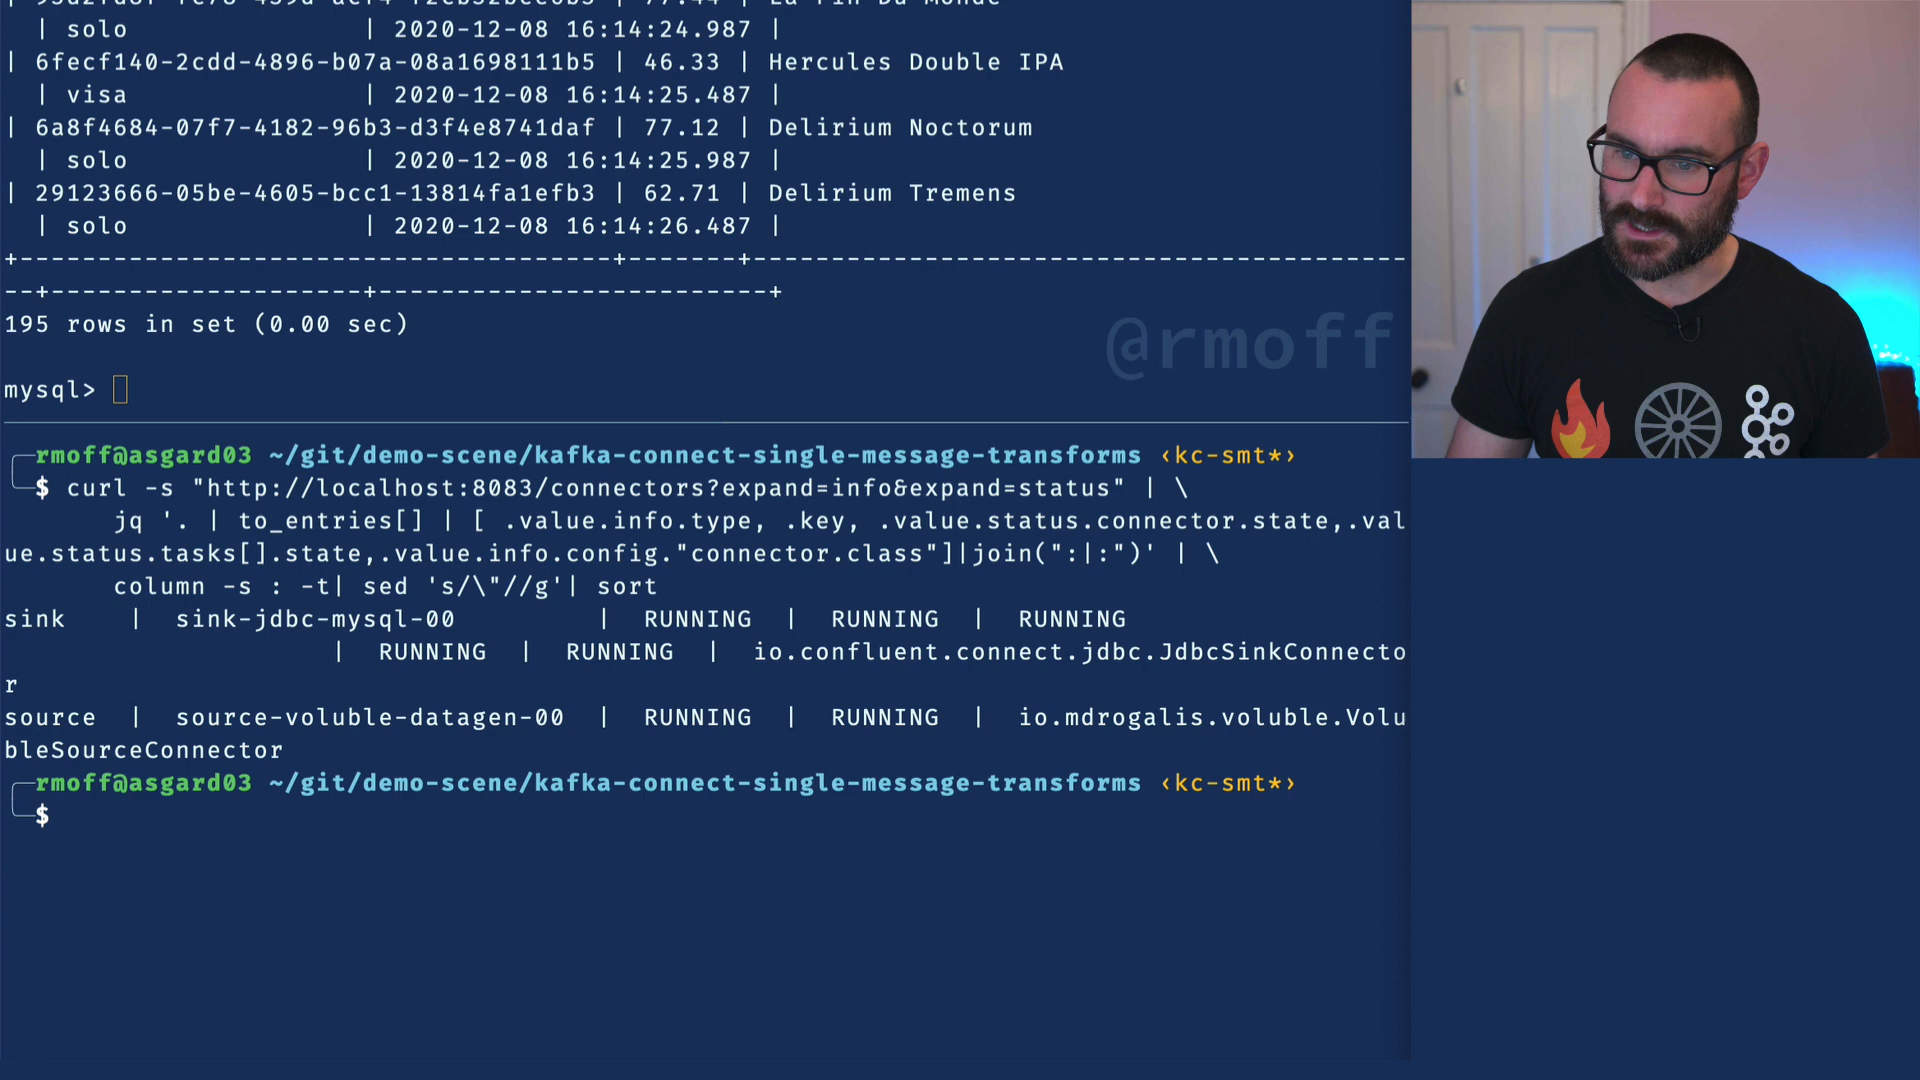 | solo                | 2020-12-08 16:14:24.987 |
| 6fecf140-2cdd-4896-b07a-08a1698111b5 | 46.33 | Hercules Double IPA
| visa                | 2020-12-08 16:14:25.487 |
| 6a8f4684-07f7-4182-96b3-d3f4e8741daf | 77.12 | Delirium Noctorum
| solo                | 2020-12-08 16:14:25.987 |
| 29123666-05be-4605-bcc1-13814fa1efb3 | 62.71 | Delirium Tremens
| solo                | 2020-12-08 16:14:26.487 |
+--------------------------------------+-------+------------------------------------------
--+--------------------+-------------------------+
195 rows in set (0.00 sec)
@rmoff
mysql>
rmoff@asgard03 ~/git/demo-scene/kafka-connect-single-message-transforms ‹kc-smt*›
$ curl -s "http://localhost:8083/connectors?expand=info&expand=status" | \
jq '. | to_entries[] | [ .value.info.type, .key, .value.status.connector.state,.val
ue.status.tasks[].state,.value.info.config."connector.class"]|join(":|:")' | \
column -s : -t| sed 's/\"//g'| sort
sink    |  sink-jdbc-mysql-00         |  RUNNING  |  RUNNING  |  RUNNING
|  RUNNING  |  RUNNING  |  io.confluent.connect.jdbc.JdbcSinkConnecto
r
source  |  source-voluble-datagen-00  |  RUNNING  |  RUNNING  |  io.mdrogalis.voluble.Volu
bleSourceConnector
rmoff@asgard03 ~/git/demo-scene/kafka-connect-single-message-transforms ‹kc-smt*›
$